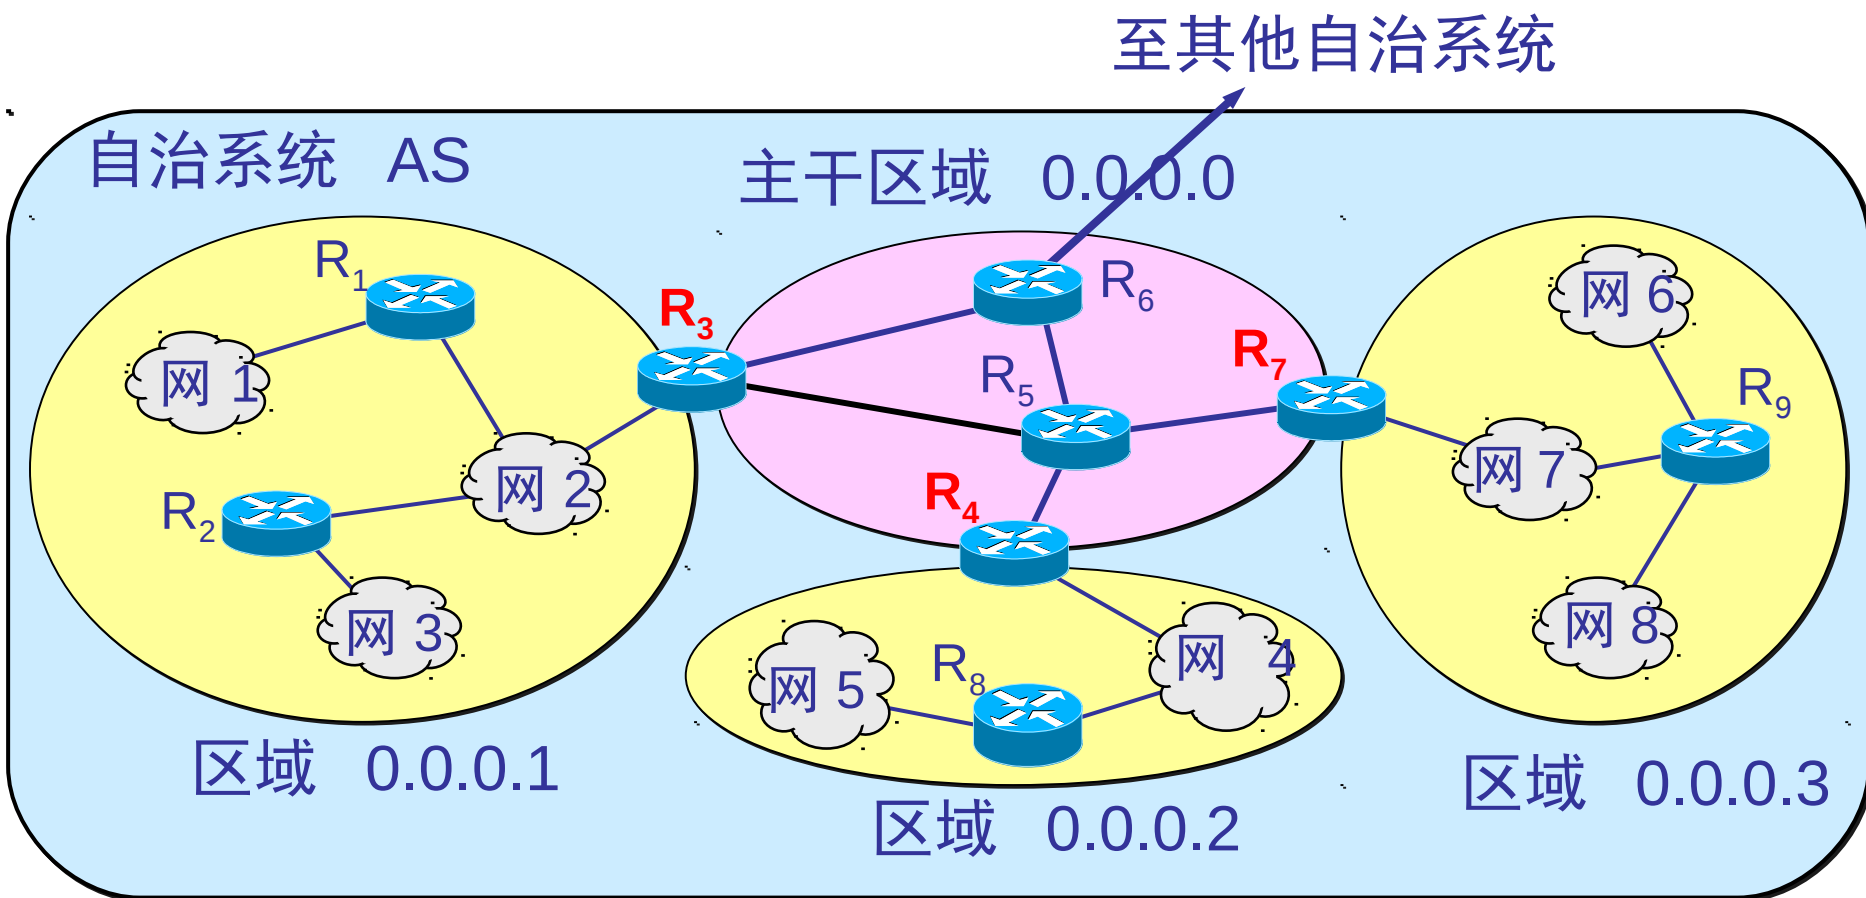 至其他自治系统
自治系统 AS
主干区域 0.0.0.0
R1
R3
R6
R7
R5
R9
R4
R2
R8
网 1
网 2
网 3
网 4
网 5
网 6
网 7
网 8
区域 0.0.0.1
区域 0.0.0.2
区域 0.0.0.3